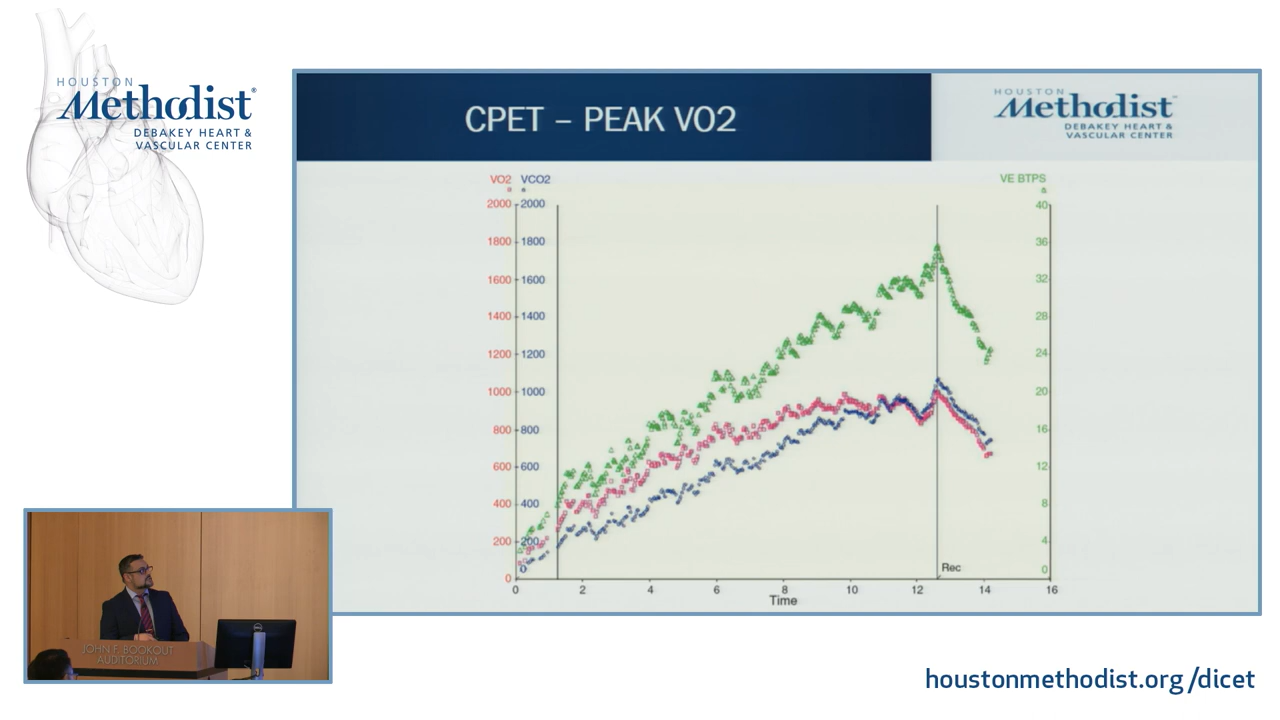 HOUSTON
Methodist®
DEBAKEY HEART &
VASCULAR CENTER
CPET – PEAK VO2
HOUSTON
Methodist
DEBAKEY HEART &
VASCULAR CENTER
VO2 VCO2
VE BTPS
2000 2000 40
1800 1800 36
1600 1600 32
1400 1400 28
1200 1200 24
1000 1000 20
800 800 16
600 600 12
400 400 8
200 200 4
0 0 0
Rec
0 2 4 6 8 10 12 14 16
Time
DELL
JOHN F. BOOKOUT
AUDITORIUM
houstonmethodist.org/dicet